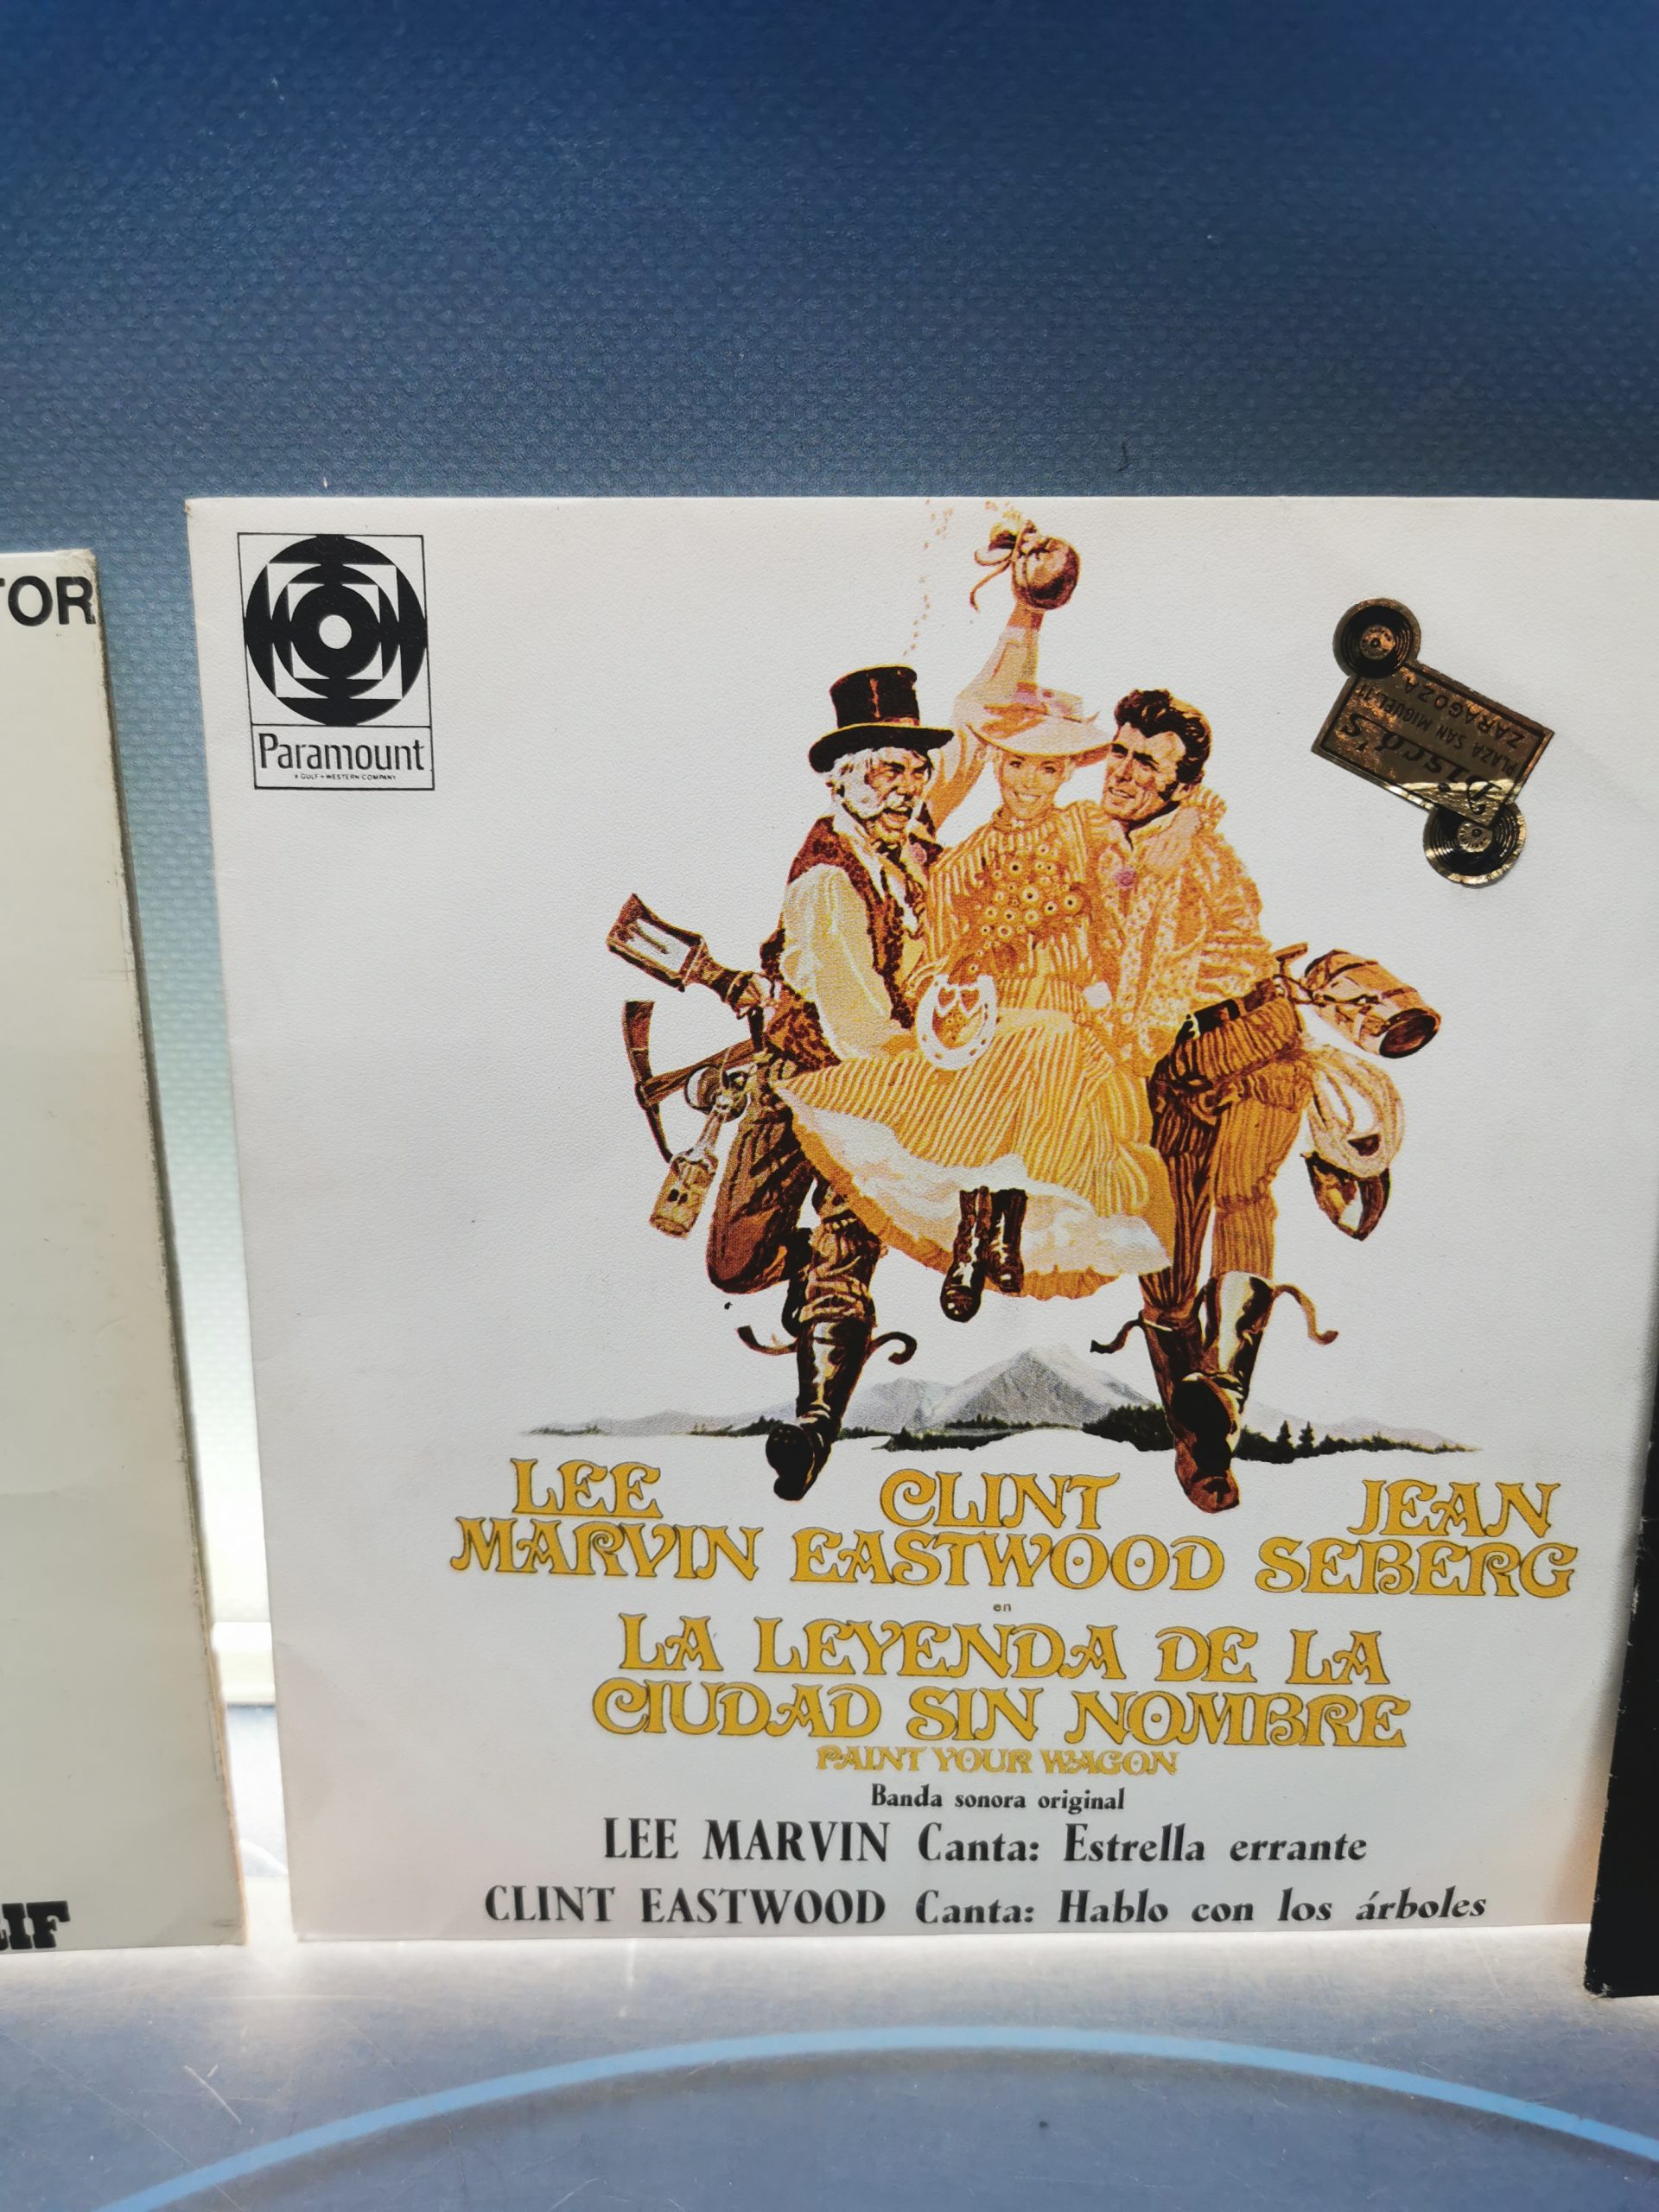 TOR
LIF
Paramount
A GULF+WESTERN COMPANY
Disco's
PLAZA SAN MIGUEL, 11
ZARAGOZA
LEE MARVIN
CLINT EASTWOOD
JEAN SEBERG
en
LA LEYENDA DE LA
CIUDAD SIN NOMBRE
PAINT YOUR WAGON
Banda sonora original
LEE MARVIN Canta: Estrella errante
CLINT EASTWOOD Canta: Hablo con los árboles